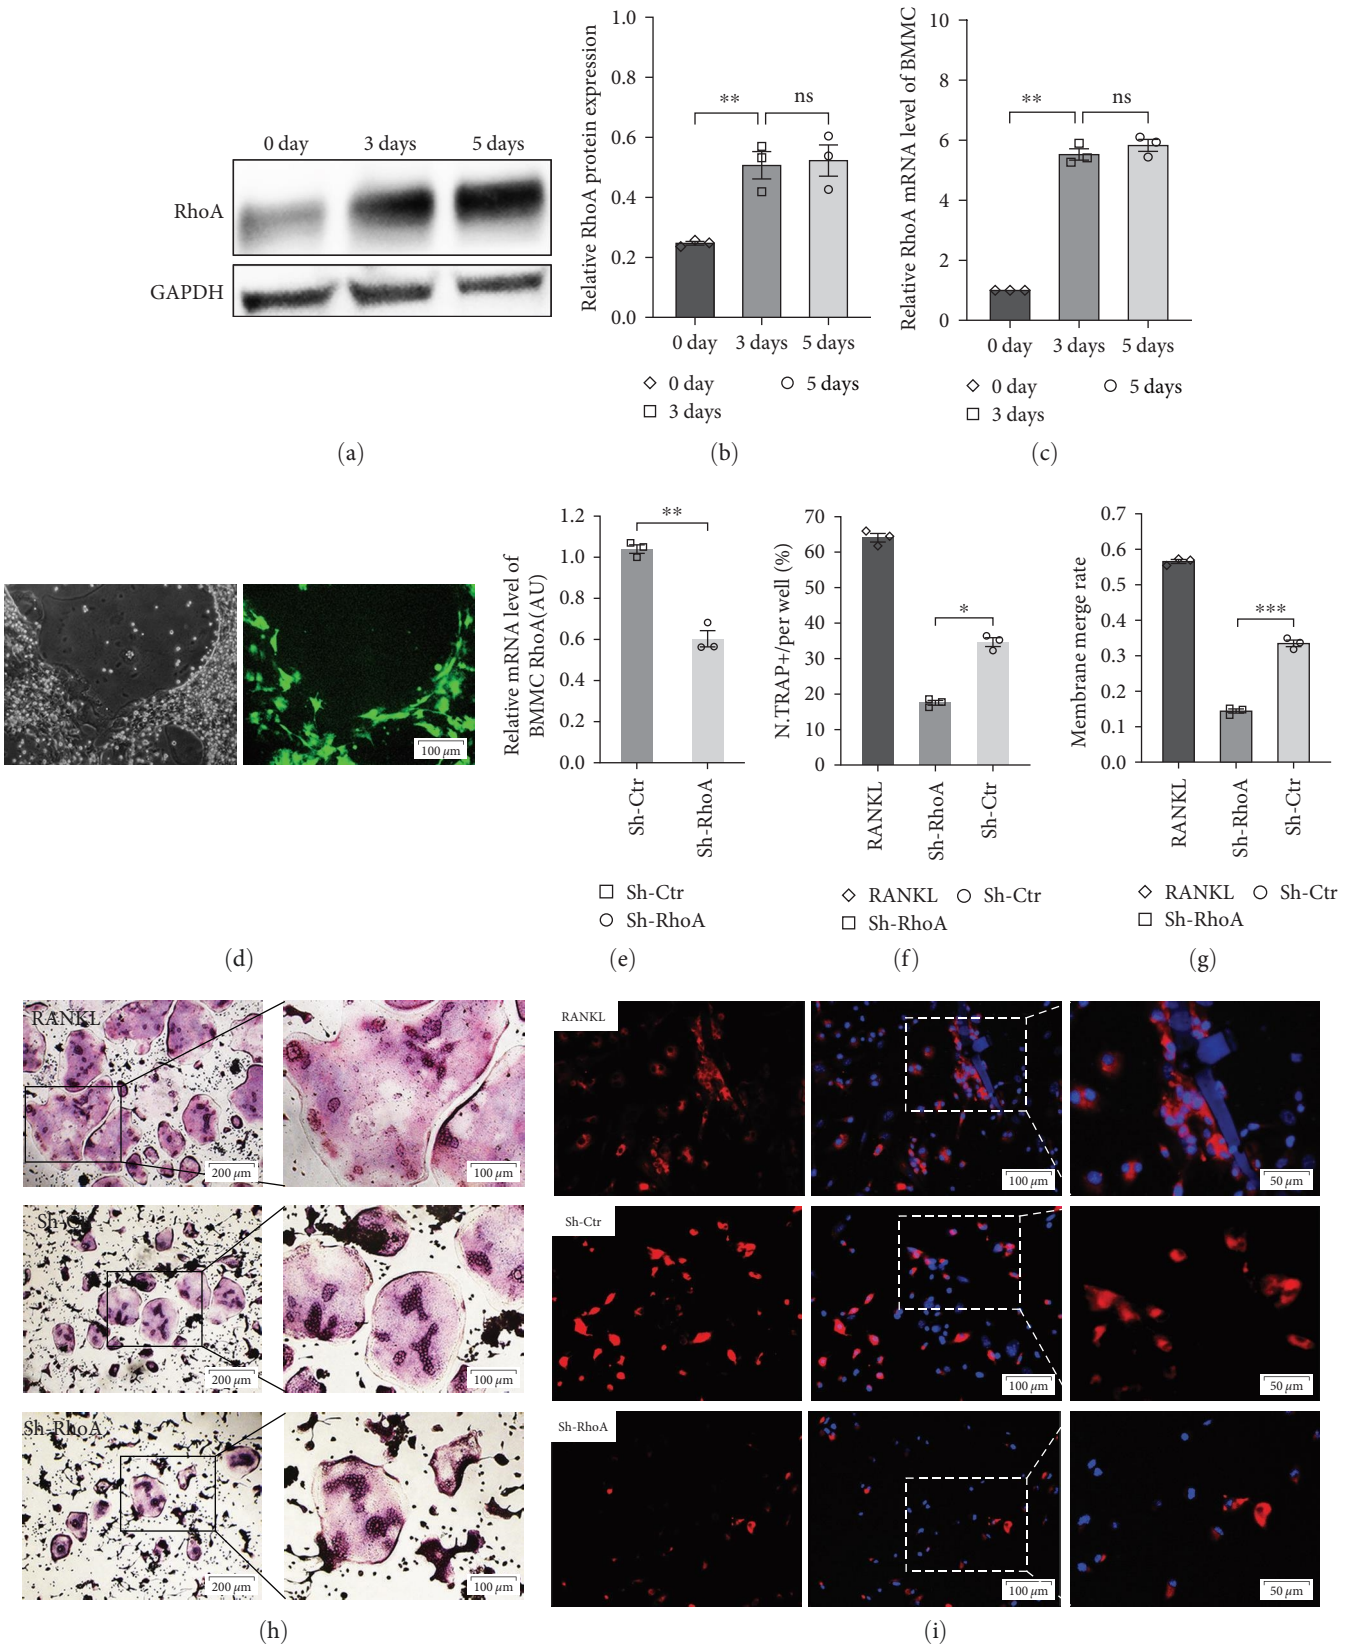 0 day 3 days 5 days
RhoA
GAPDH
(a)
Relative RhoA protein expression
1.0
0.8
0.6
0.4
0.2
0.0
** ns
0 day 3 days 5 days
0 day 5 days
3 days
(b)
Relative RhoA mRNA level of BMMC
10
8
6
4
2
0
** ns
0 day 3 days 5 days
0 day 5 days
3 days
(c)
100 μm
(d)
Relative mRNA level of
BMMC RhoA(AU)
1.2
1.0
0.8
0.6
0.4
0.2
0.0
**
Sh-Ctr
Sh-RhoA
Sh-Ctr
Sh-RhoA
(e)
N.TRAP+/per well (%)
70
60
50
40
30
20
10
0
*
RANKL
Sh-RhoA
Sh-Ctr
RANKL Sh-Ctr
Sh-RhoA
(f)
Membrane merge rate
0.7
0.6
0.5
0.4
0.3
0.2
0.1
0.0
***
RANKL
Sh-RhoA
Sh-Ctr
RANKL Sh-Ctr
Sh-RhoA
(g)
RANKL
200 μm 100 μm
Sh-Ctr
200 μm 100 μm
Sh-RhoA
200 μm 100 μm
(h)
RANKL
100 μm 50 μm
Sh-Ctr
100 μm 50 μm
Sh-RhoA
100 μm 50 μm
(i)